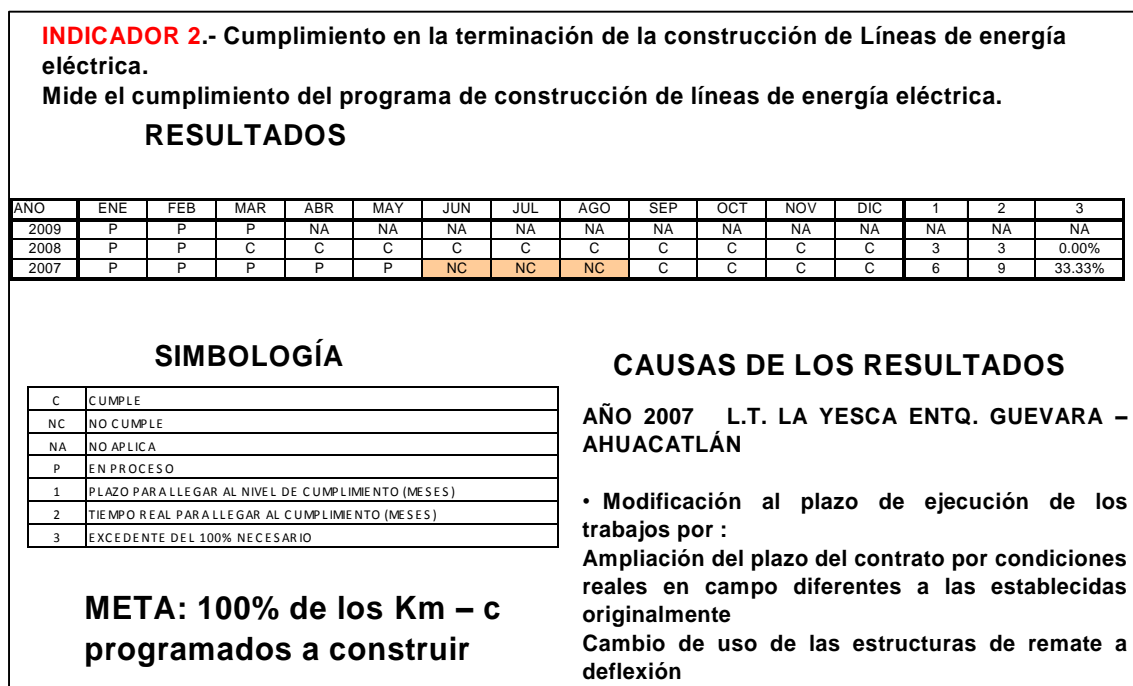 INDICADOR 2.- Cumplimiento en la terminación de la construcción de Líneas de energía
eléctrica.
Mide el cumplimiento del programa de construcción de líneas de energía eléctrica.
RESULTADOS
ANO ENE FEB MAR ABR MAY JUN JUL AGO SEP OCT NOV DIC 1 2 3
2009 P P P NA NA NA NA NA NA NA NA NA NA NA NA
2008 P P C C C C C C C C C C 3 3 0.00%
2007 P P P P P NC NC NC C C C C 6 9 33.33%
SIMBOLOGÍA
C CUMPLE
NC NO CUMPLE
NA NO APLICA
P EN PROCESO
1 PLAZO PARA LLEGAR AL NIVEL DE CUMPLIMIENTO (MESES)
2 TIEMPO REAL PARA LLEGAR AL CUMPLIMIENTO (MESES)
3 EXCEDENTE DEL 100% NECESARIO
META: 100% de los Km – c
programados a construir
CAUSAS DE LOS RESULTADOS
AÑO 2007 L.T. LA YESCA ENTQ. GUEVARA –
AHUACATLÁN
• Modificación al plazo de ejecución de los
trabajos por :
Ampliación del plazo del contrato por condiciones
reales en campo diferentes a las establecidas
originalmente
Cambio de uso de las estructuras de remate a
deflexión